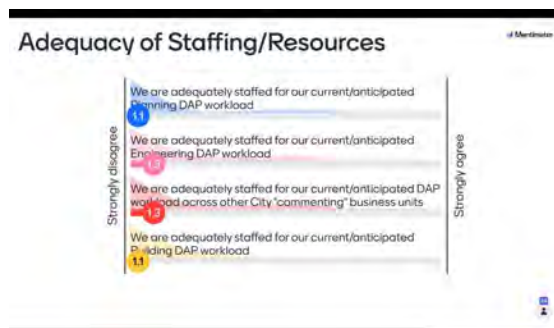 Adequacy of Staffing/Resources
Mentimeter
Strongly disagree
We are adequately staffed for our current/anticipated
Planning DAP workload
1.1
We are adequately staffed for our current/anticipated
Engineering DAP workload
1.3
We are adequately staffed for our current/anticipated DAP
workload across other City "commenting" business units
1.3
We are adequately staffed for our current/anticipated
Building DAP workload
1.1
Strongly agree